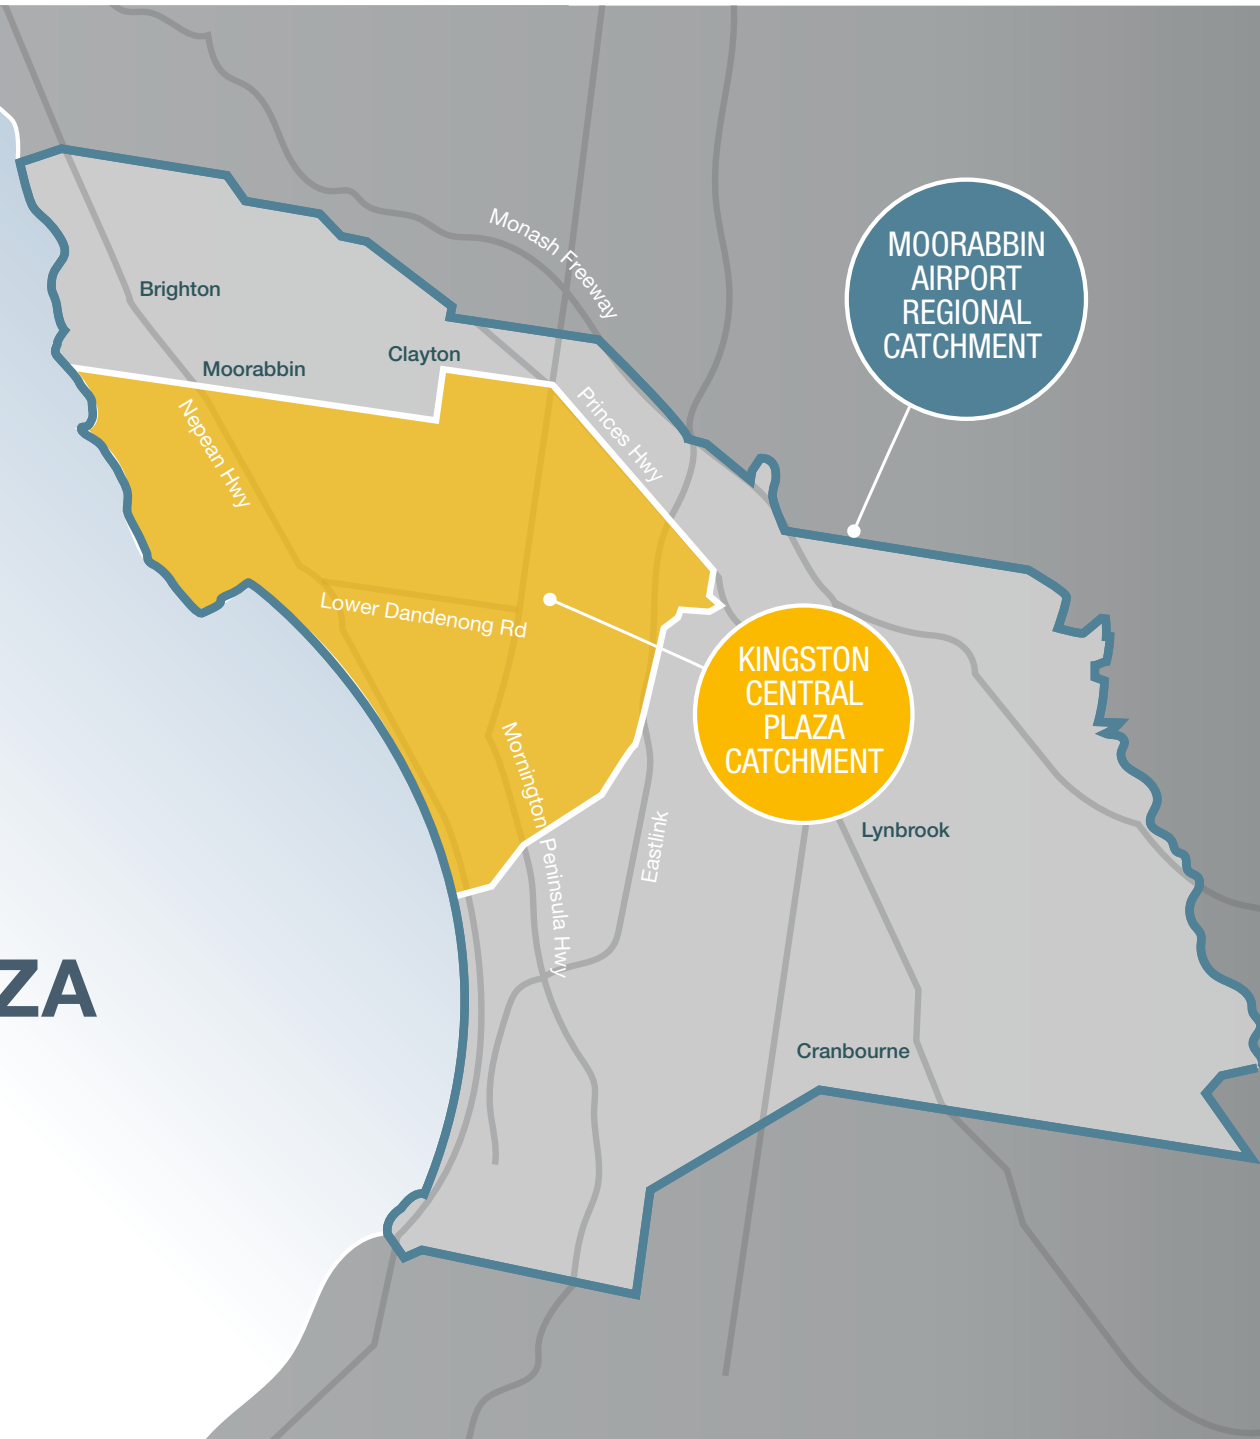 Monash Freeway
MOORABBIN
AIRPORT
REGIONAL
CATCHMENT
Brighton
Clayton
Moorabbin
Princes Hwy
Nepean Hwy
Lower Dandenong Rd
KINGSTON
CENTRAL
PLAZA
CATCHMENT
Mornington Peninsula Hwy
Eastlink
Lynbrook
ZA
Cranbourne